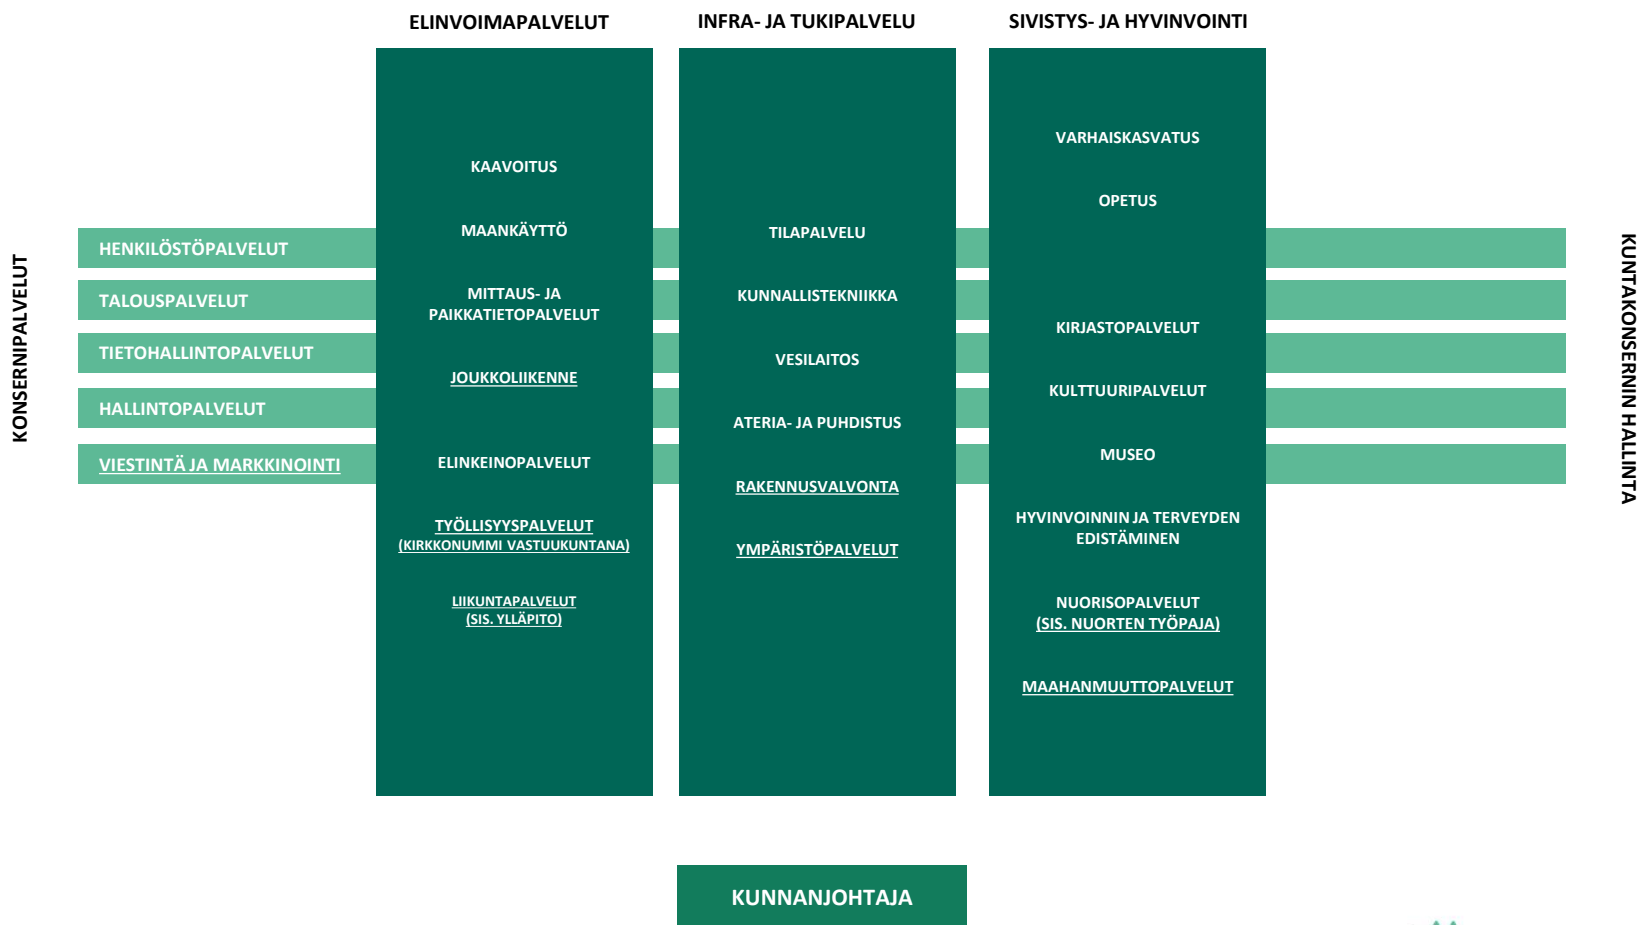 ELINVOIMAPALVELUT
INFRA- JA TUKIPALVELU
SIVISTYS- JA HYVINVOINTI
KONSERNIPALVELUT
HENKILÖSTÖPALVELUT
TALOUSPALVELUT
TIETOHALLINTOPALVELUT
HALLINTOPALVELUT
VIESTINTÄ JA MARKKINOINTI
KAAVOITUS
MAANKÄYTTÖ
MITTAUS- JA
PAIKKATIETOPALVELUT
JOUKKOLIIKENNE
ELINKEINOPALVELUT
TYÖLLISYYSPALVELUT
(KIRKKONUMMI VASTUUKUNTANA)
LIIKUNTAPALVELUT
(SIS. YLLÄPITO)
TILAPALVELU
KUNNALLISTEKNIIKKA
VESILAITOS
ATERIA- JA PUHDISTUS
RAKENNUSVALVONTA
YMPÄRISTÖPALVELUT
VARHAISKASVATUS
OPETUS
KIRJASTOPALVELUT
KULTTUURIPALVELUT
MUSEO
HYVINVOINNIN JA TERVEYDEN
EDISTÄMINEN
NUORISOPALVELUT
(SIS. NUORTEN TYÖPAJA)
MAAHANMUUTTOPALVELUT
KUNTAKONSERNIN HALLINTA
KUNNANJOHTAJA